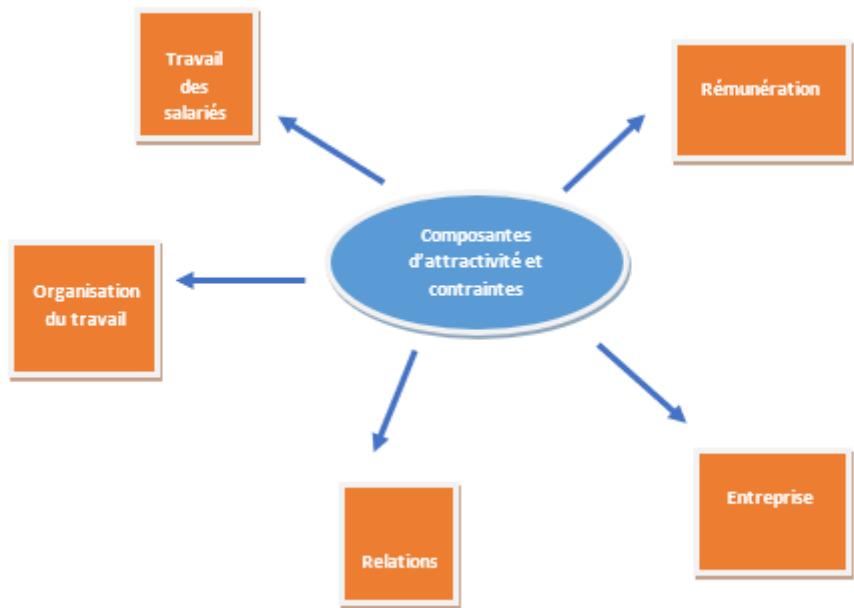 Travail
des
salariés
Rémunération
Composantes
d'attractivité et
contraintes
Organisation
du travail
Entreprise
Relations